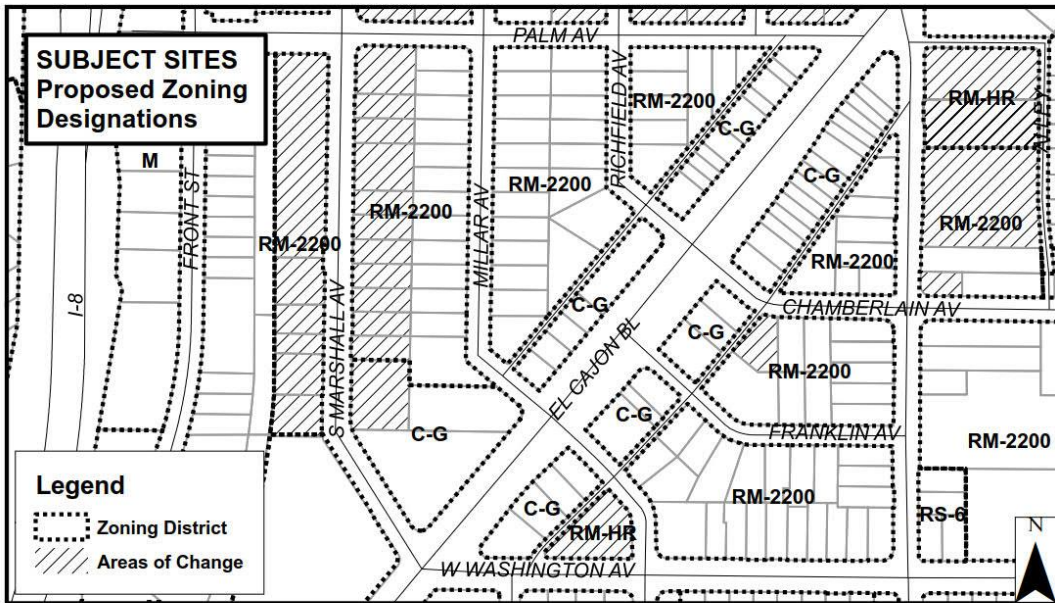 SUBJECT SITES
Proposed Zoning
Designations
PALM AV
RICHFIELD AV
RM-2200
C-G
RM-HR
ALLEY
M
FRONT ST
RM-2200
RM-2200
MILLAR AV
RM-2200
C-G
RM-2200
RM-2200
I-8
S MARSHALL AV
C-G
EL CAJON BL
C-G
CHAMBERLAIN AV
RM-2200
C-G
C-G
FRANKLIN AV
RM-2200
RM-2200
C-G
RM-HR
RS-6
W WASHINGTON AV
Legend
Zoning District
Areas of Change
N